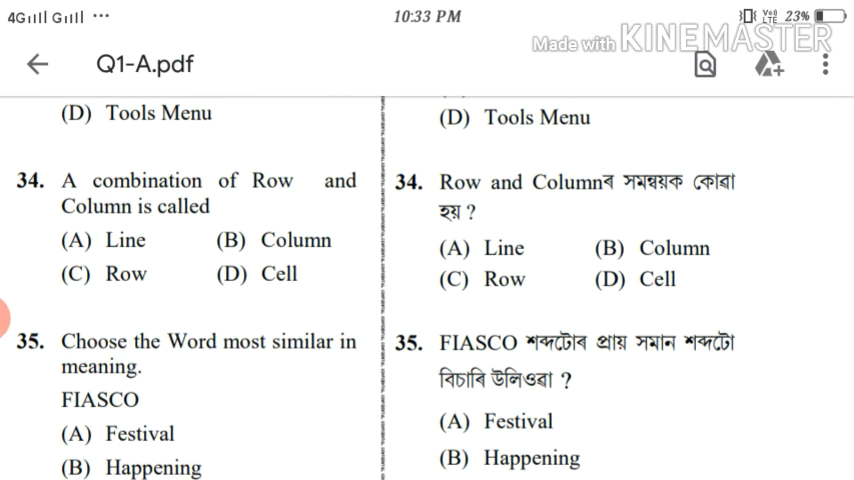 4G 10:33 PM Vo)) LTE 23%
Made with KINEMASTER
Q1-A.pdf
(D) Tools Menu
34. A combination of Row and
Column is called
(A) Line (B) Column
(C) Row (D) Cell
35. Choose the Word most similar in
meaning.
FIASCO
(A) Festival
(B) Happening
(D) Tools Menu
34. Row and Columnৰ সমন্বয়ক কোৱা
হয় ?
(A) Line (B) Column
(C) Row (D) Cell
35. FIASCO শব্দটোৰ প্ৰায় সমান শব্দটো
বিচাৰি উলিওৱা ?
(A) Festival
(B) Happening